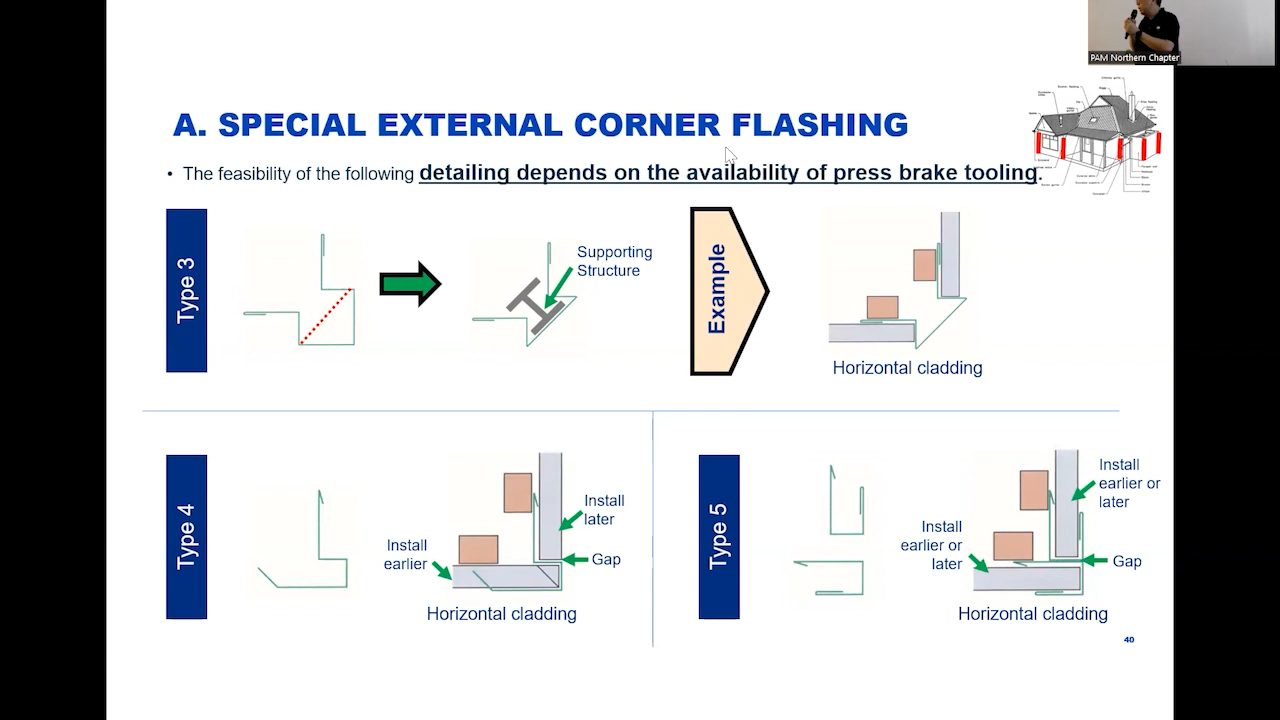 PAM Northern Chapter
A. SPECIAL EXTERNAL CORNER FLASHING
• The feasibility of the following detailing depends on the availability of press brake tooling.
Type 3
Supporting
Structure
Example
Horizontal cladding
Type 4
Install
earlier
Install
later
Gap
Horizontal cladding
Type 5
Install
earlier or
later
Install
earlier or
later
Gap
Horizontal cladding
40